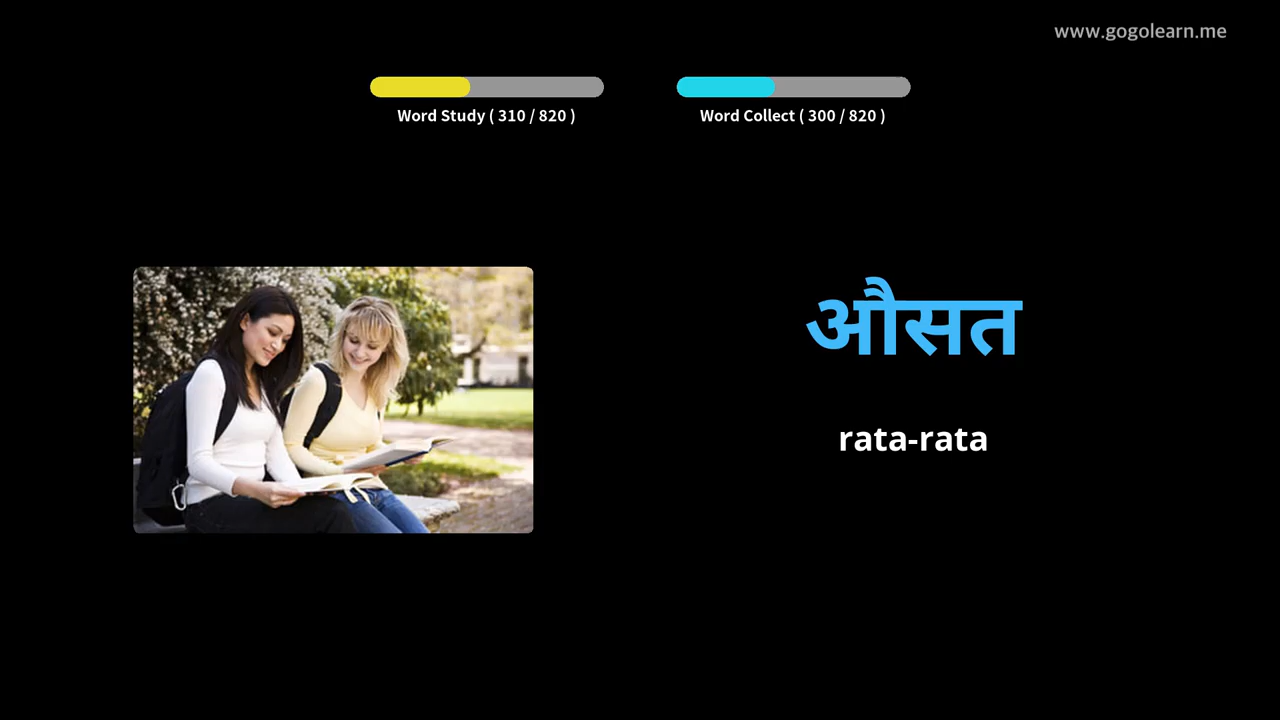 www.gogolearn.me
Word Study ( 310 / 820 )
Word Collect ( 300 / 820 )
औसत
rata-rata